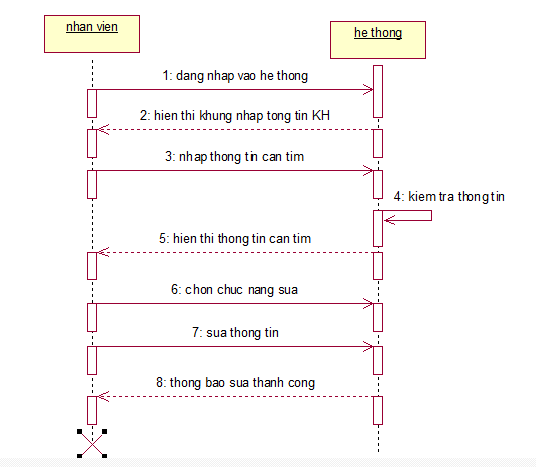 nhan vien
he thong
1: dang nhap vao he thong
2: hien thi khung nhap tong tin KH
3: nhap thong tin can tim
4: kiem tra thong tin
5: hien thi thong tin can tim
6: chon chuc nang sua
7: sua thong tin
8: thong bao sua thanh cong